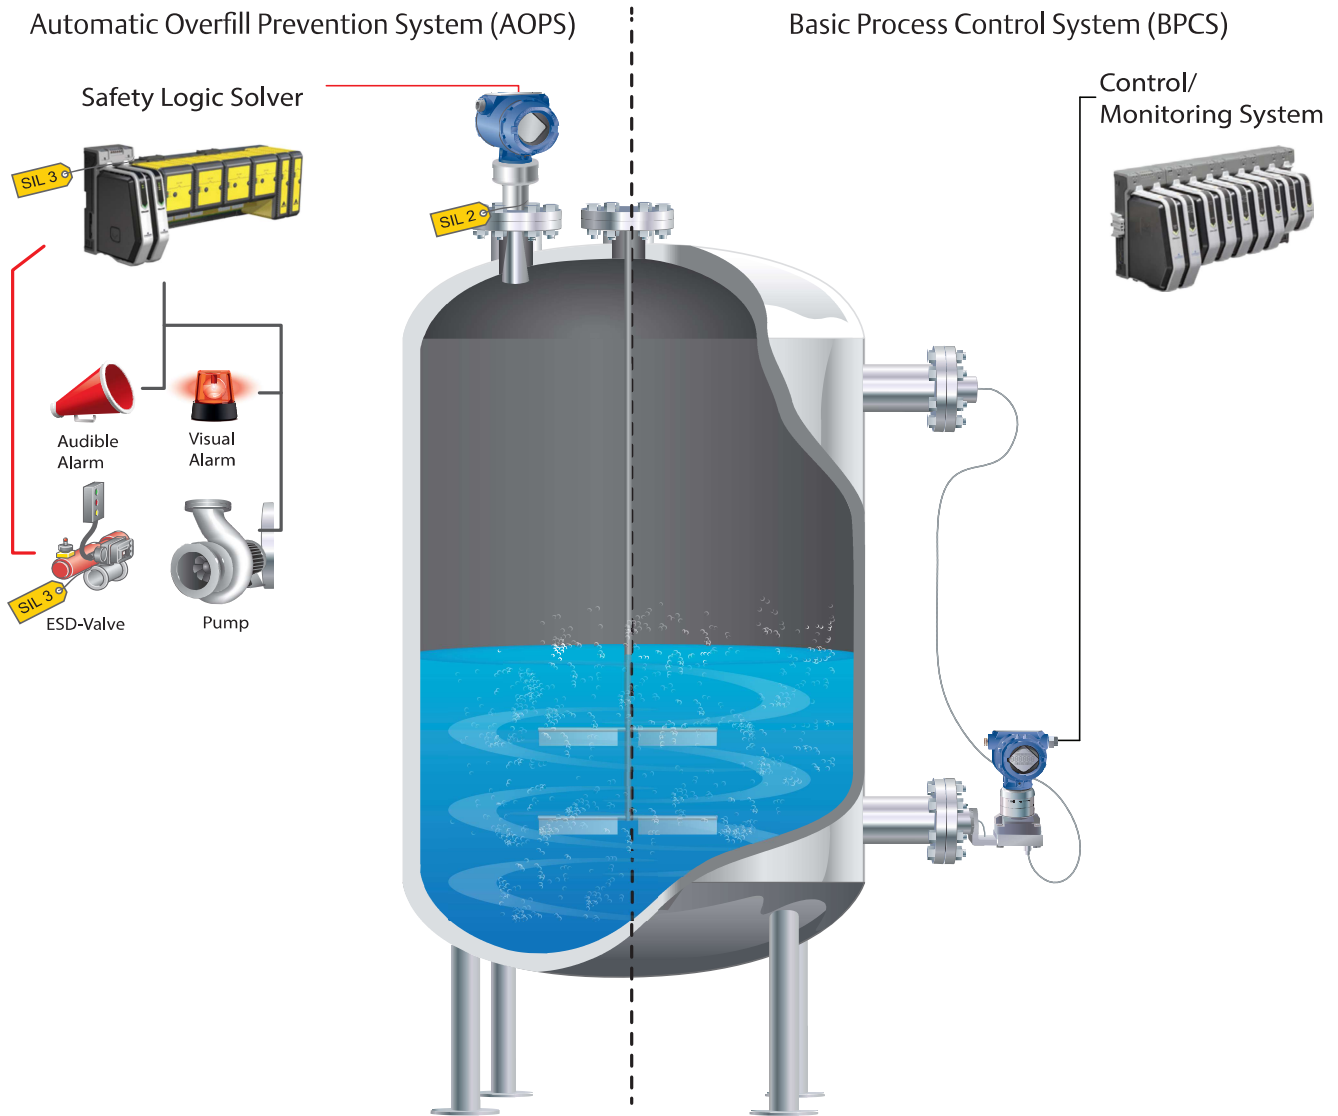 Automatic Overfill Prevention System (AOPS)
Basic Process Control System (BPCS)
Safety Logic Solver
Control/
Monitoring System
SIL 3
SIL 2
Audible
Alarm
Visual
Alarm
SIL 3
ESD-Valve
Pump